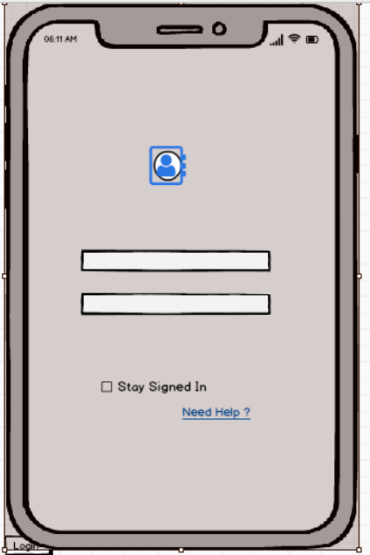 06:11 AM
Stay Signed In
Need Help ?
Login